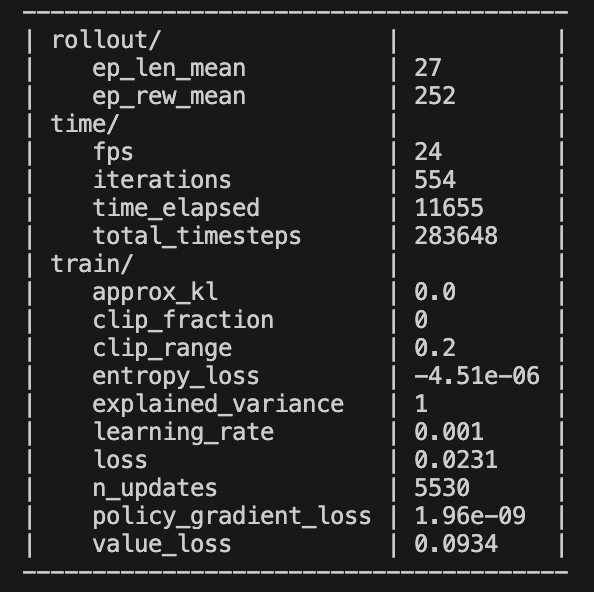 -----------------------------------------
| rollout/                |             |
|    ep_len_mean          | 27          |
|    ep_rew_mean          | 252         |
| time/                   |             |
|    fps                  | 24          |
|    iterations           | 554         |
|    time_elapsed         | 11655       |
|    total_timesteps      | 283648      |
| train/                  |             |
|    approx_kl            | 0.0         |
|    clip_fraction        | 0           |
|    clip_range           | 0.2         |
|    entropy_loss         | -4.51e-06   |
|    explained_variance   | 1           |
|    learning_rate        | 0.001       |
|    loss                 | 0.0231      |
|    n_updates            | 5530        |
|    policy_gradient_loss | 1.96e-09    |
|    value_loss           | 0.0934      |
-----------------------------------------